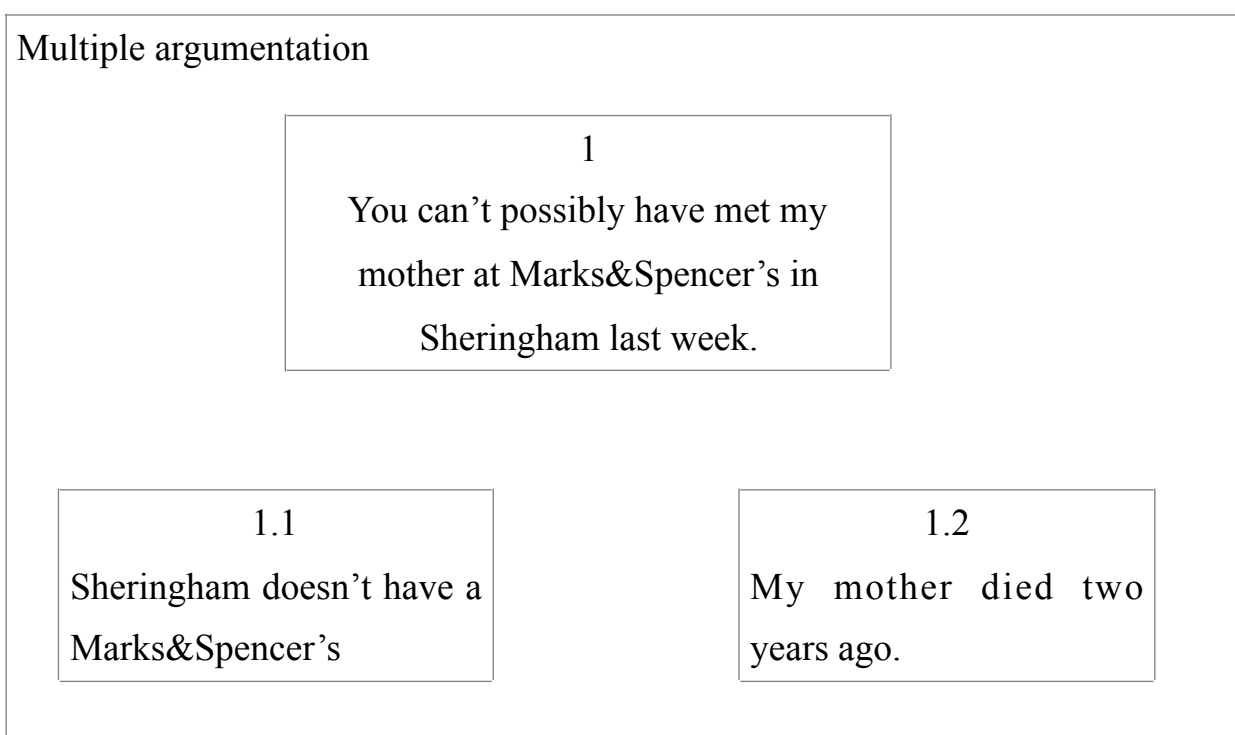 Multiple argumentation
1
You can’t possibly have met my
mother at Marks&Spencer’s in
Sheringham last week.
1.1
Sheringham doesn’t have a
Marks&Spencer’s
1.2
My mother died two
years ago.